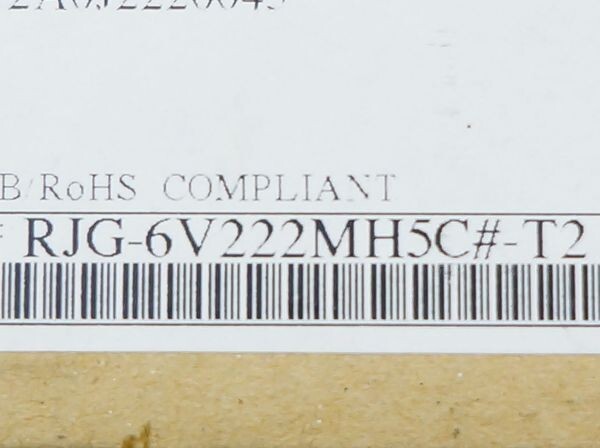 B/RoHS COMPLIANT
RJG-6V222MH5C#-T2